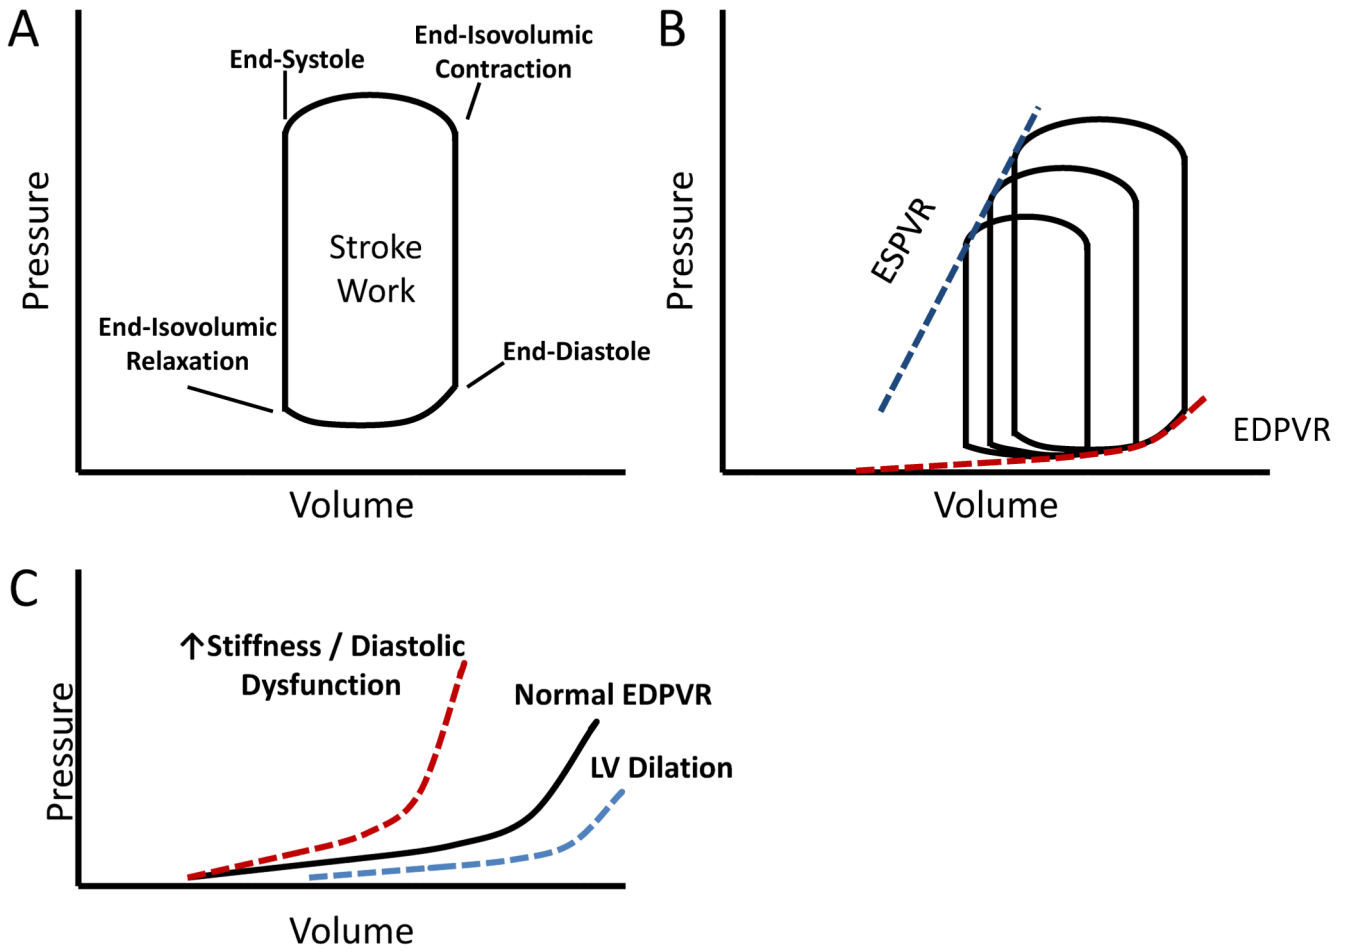 A
End-Systole
End-Isovolumic
Contraction
Pressure
Stroke
Work
End-Isovolumic
Relaxation
End-Diastole
Volume
B
Pressure
ESPVR
EDPVR
Volume
C
↑Stiffness / Diastolic
Dysfunction
Normal EDPVR
LV Dilation
Pressure
Volume